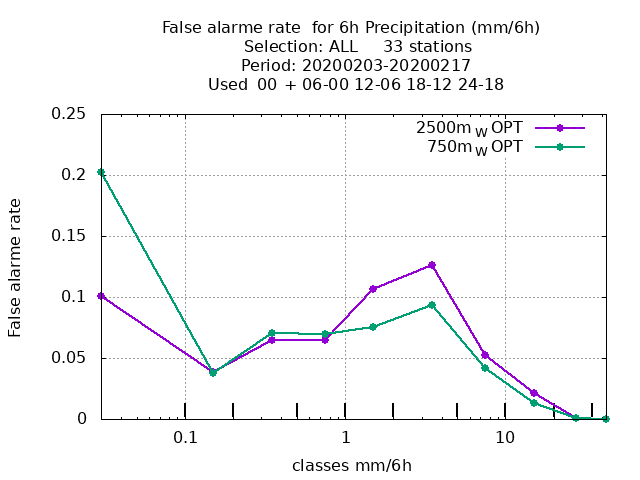 False alarme rate  for 6h Precipitation (mm/6h)
Selection: ALL     33 stations
Period: 20200203-20200217
Used  00  + 06-00 12-06 18-12 24-18
0.25
2500m W OPT
750m W OPT
0.2
0.15
False alarme rate
0.1
0.05
0
0.1
1
10
classes mm/6h